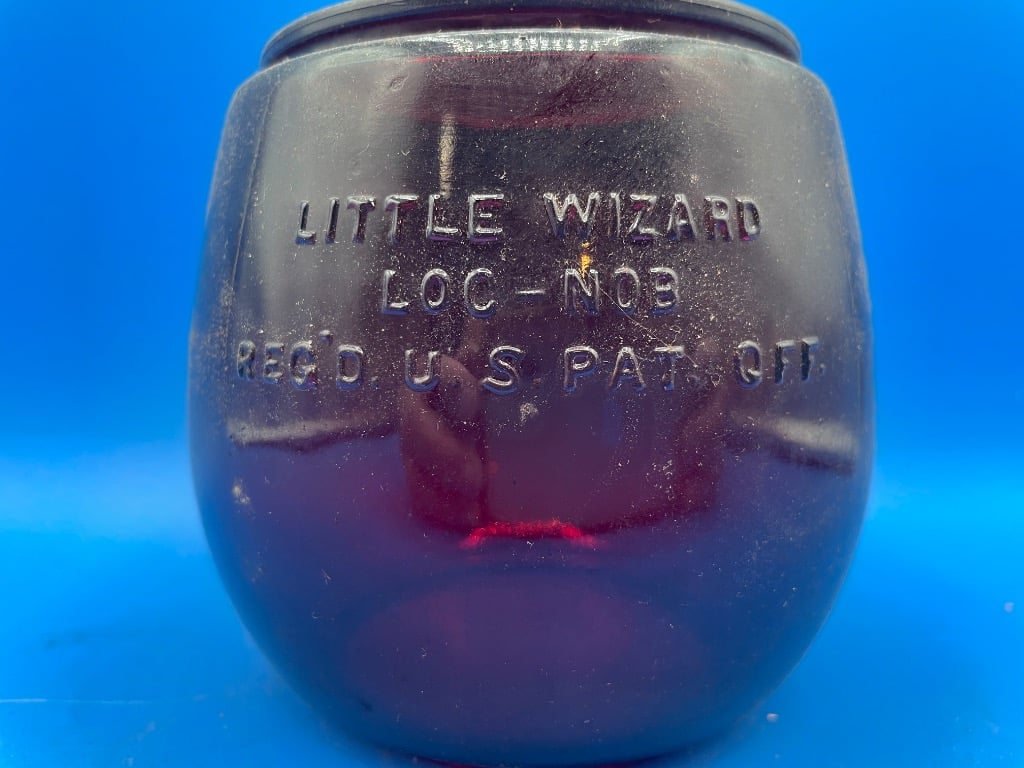 LITTLE WIZARD
LOC-NOB
REG'D. U.S. PAT. OFF.